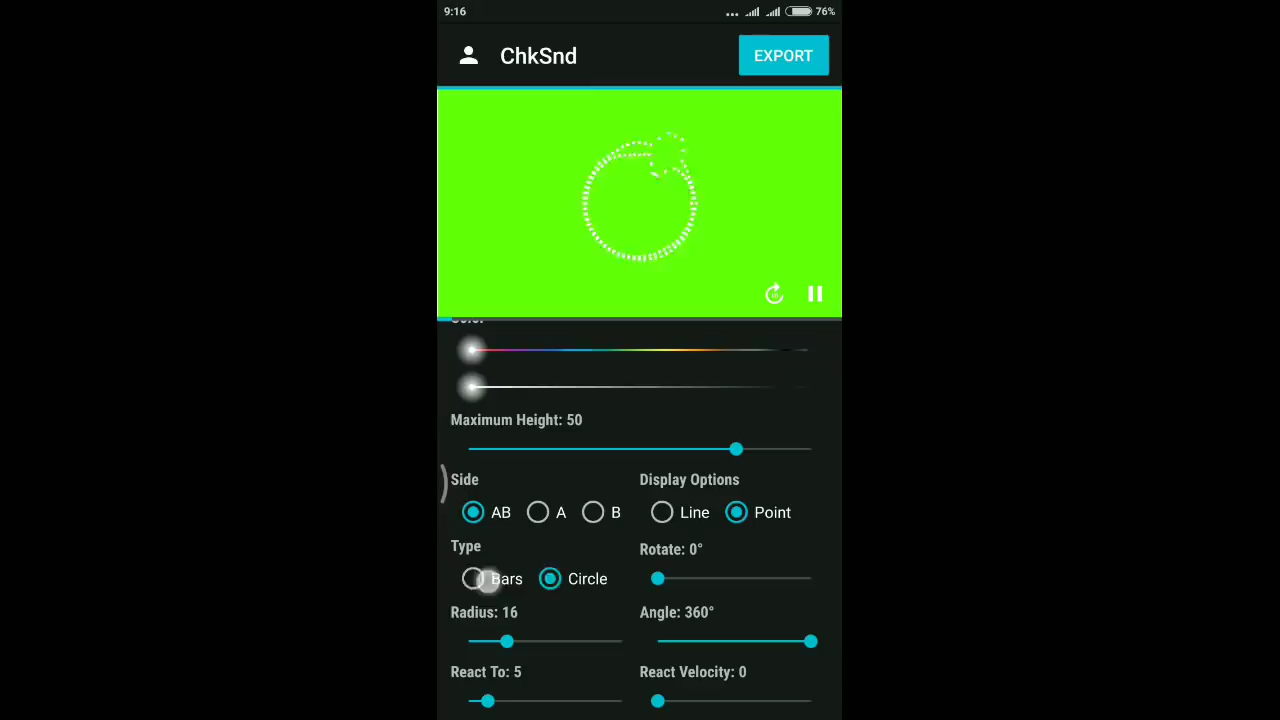 9:16
76%
ChkSnd
EXPORT
Color
Maximum Height: 50
Side
Display Options
AB A B
Line Point
Type
Rotate: 0°
Bars Circle
Radius: 16
Angle: 360°
React To: 5
React Velocity: 0